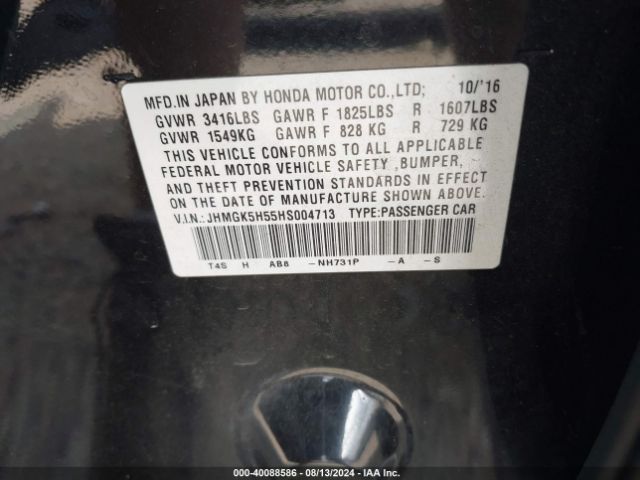 MFD.IN JAPAN BY HONDA MOTOR CO.,LTD; 10/'16
GVWR 3416LBS GAWR F 1825LBS R 1607LBS
GVWR 1549KG GAWR F 828 KG R 729 KG
THIS VEHICLE CONFORMS TO ALL APPLICABLE
FEDERAL MOTOR VEHICLE SAFETY ,BUMPER,
AND THEFT PREVENTION STANDARDS IN EFFECT
ON THE DATE OF MANUFACTURE SHOWN ABOVE.
V.I.N.: JHMGK5H55HS004713 TYPE:PASSENGER CAR
T4S H AB8 -NH731P -A -S
000-40088586 - 08/13/2024 - IAA Inc.